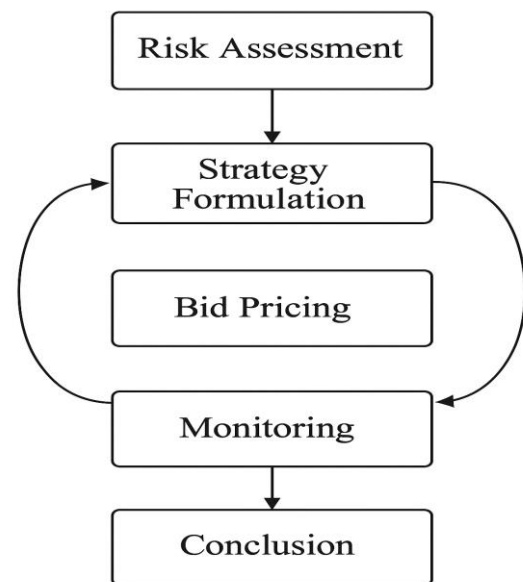 Risk Assessment
Strategy
Formulation
Bid Pricing
Monitoring
Conclusion